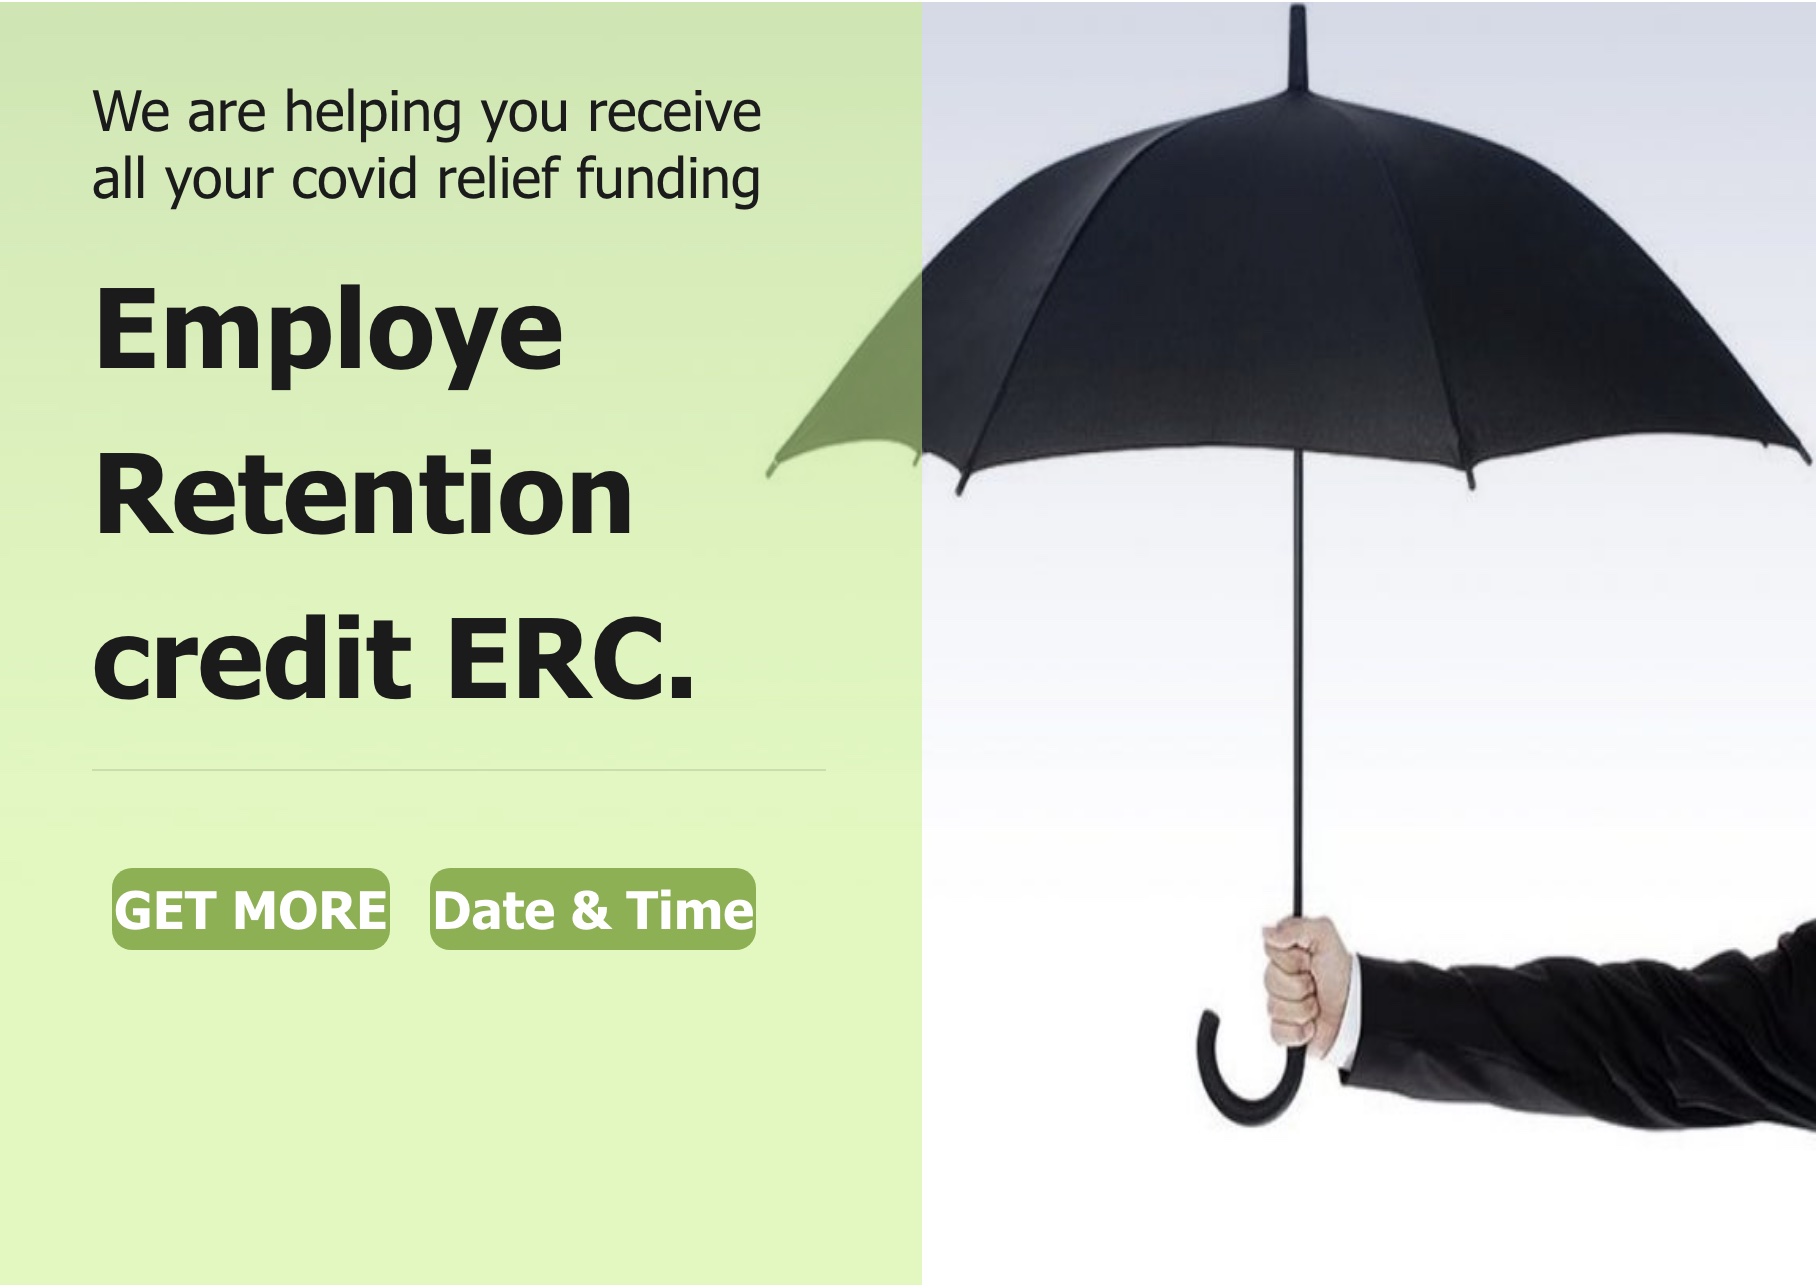 We are helping you receive
all your covid relief funding
Employe
Retention
credit ERC.
GET MORE
Date & Time